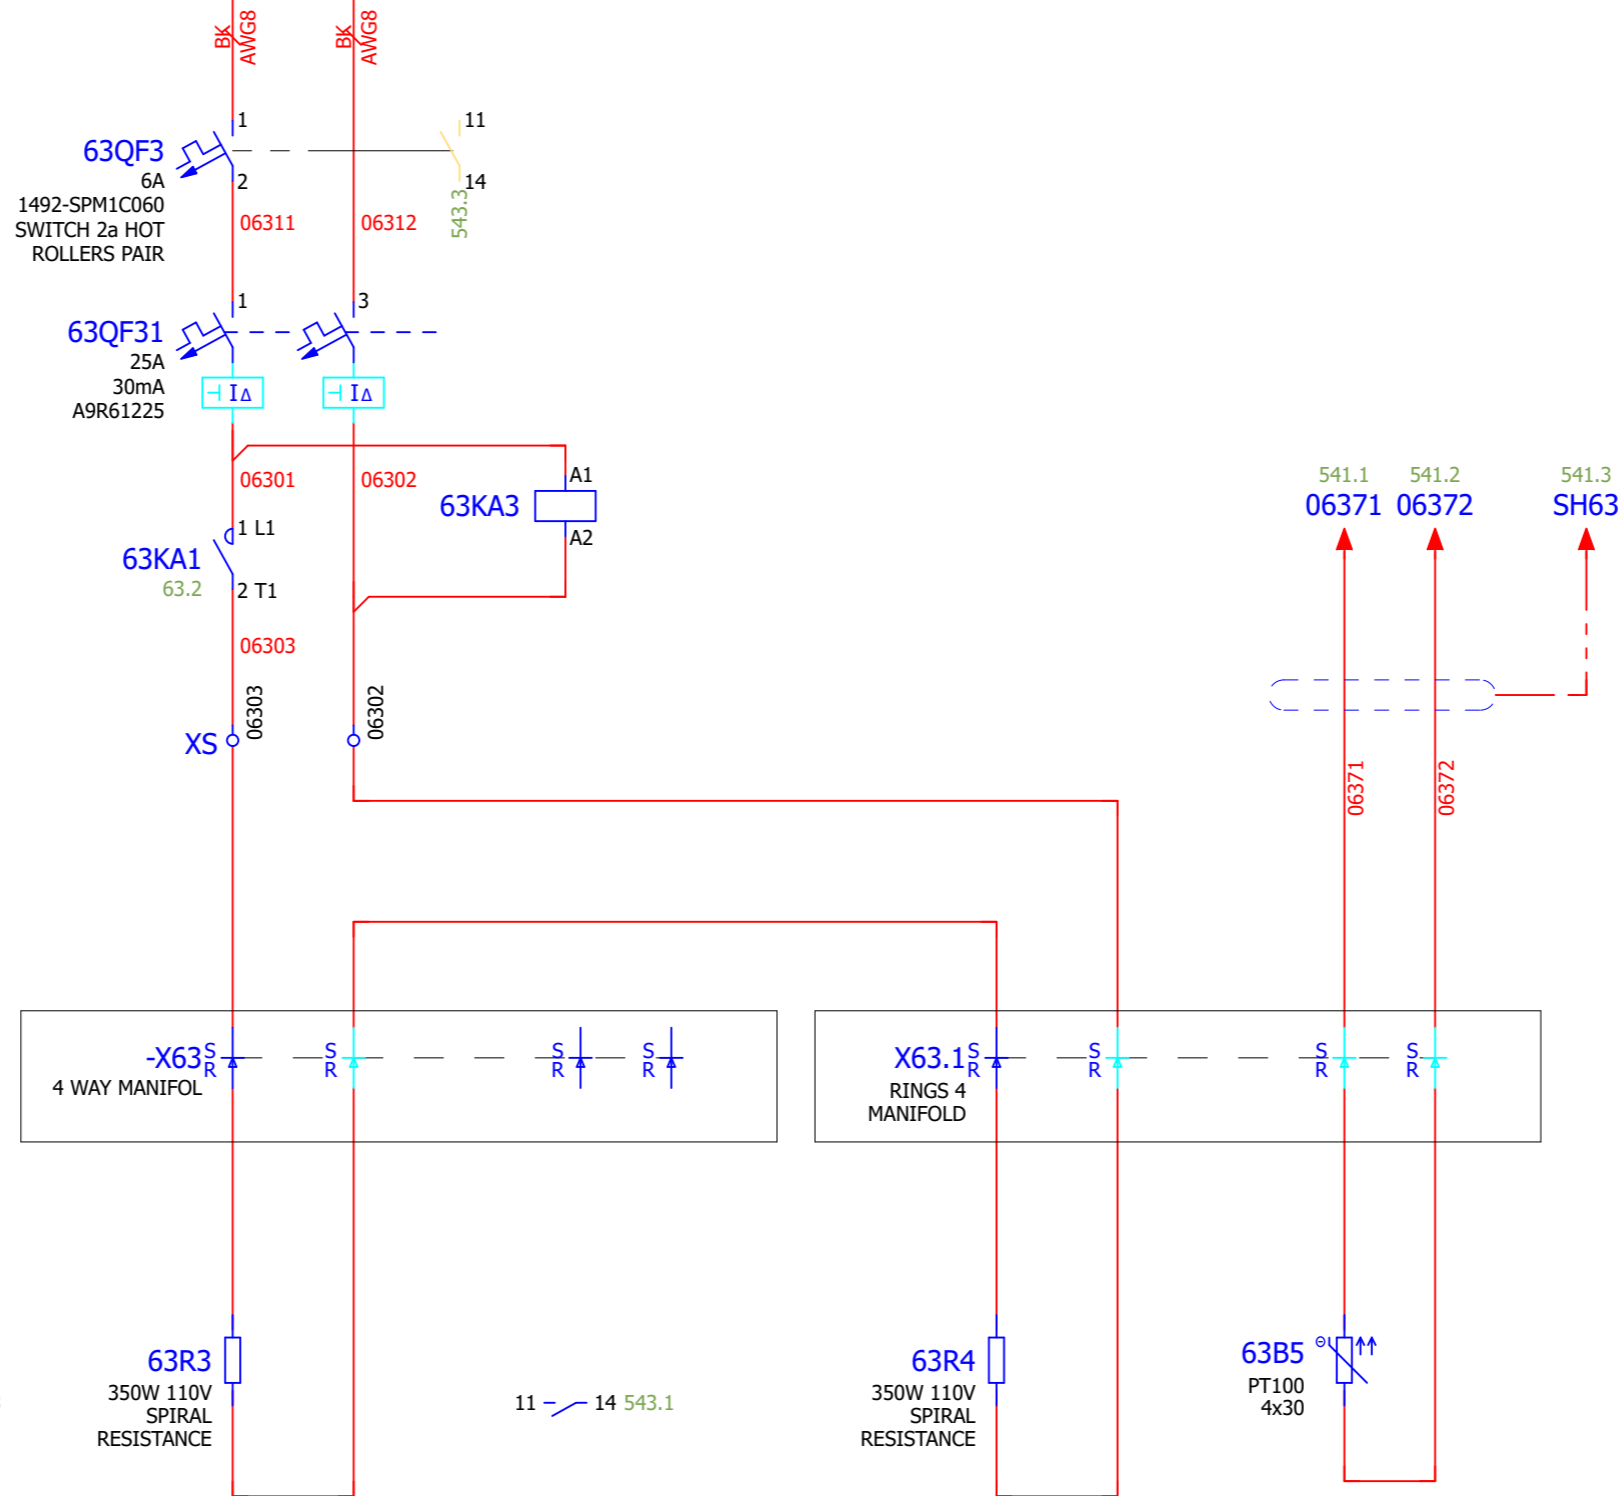 BK
AWG8
BK
AWG8
1
11
63QF3
6A
2
14
1492-SPM1C060
SWITCH 2a HOT
ROLLERS PAIR
06311
06312
543.3
1
3
63QF31
25A
30mA
A9R61225
I∆
I∆
06301
06302
A1
63KA3
A2
541.1
541.2
541.3
06371
06372
SH63
1 L1
63KA1
63.2
2 T1
06303
06303
06302
XS
06371
06372
-X63
S
R
S
R
S
R
S
R
4 WAY MANIFOL
X63.1
S
R
S
R
S
R
S
R
RINGS 4
MANIFOLD
63R3
350W 110V
SPIRAL
RESISTANCE
11
14 543.1
63R4
350W 110V
SPIRAL
RESISTANCE
63B5
PT100
4x30